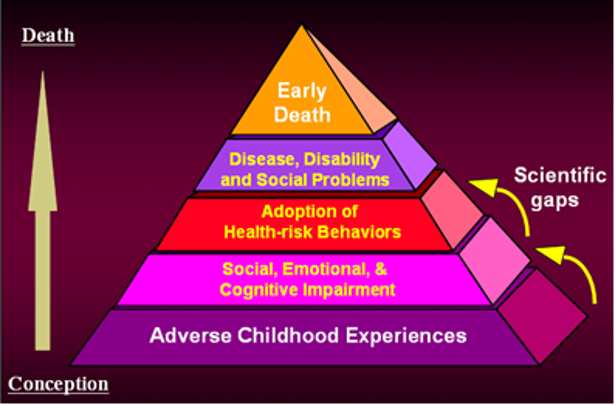 Death
Early
Death
Disease, Disability
and Social Problems
Scientific
gaps
Adoption of
Health-risk Behaviors
Social, Emotional, &
Cognitive Impairment
Adverse Childhood Experiences
Conception